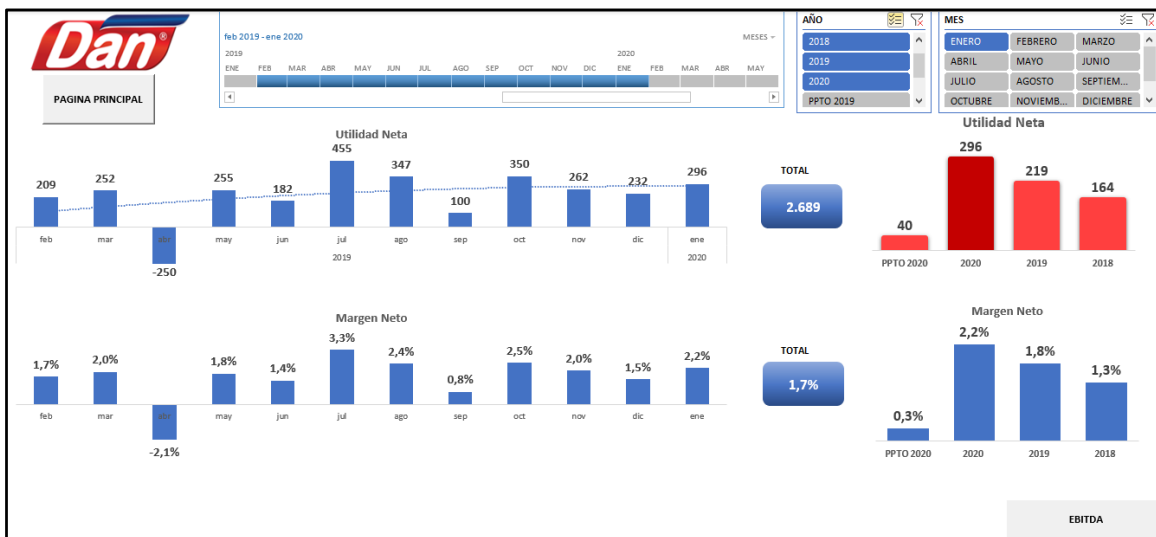 Dan®
PAGINA PRINCIPAL
feb 2019 - ene 2020
MESES
2019 2020
ENE FEB MAR ABR MAY JUN JUL AGO SEP OCT NOV DIC ENE FEB MAR ABR MAY
AÑO
2018
2019
2020
PPTO 2019
MES
ENERO FEBRERO MARZO
ABRIL MAYO JUNIO
JULIO AGOSTO SEPTIEM...
OCTUBRE NOVIEMB... DICIEMBRE
Utilidad Neta
209 252 -250 255 182 455 347 100 350 262 232 296
feb mar abr may jun jul ago sep oct nov dic ene
2019 2020
TOTAL
2.689
Utilidad Neta
40 296 219 164
PPTO 2020 2020 2019 2018
Margen Neto
1,7% 2,0% -2,1% 1,8% 1,4% 3,3% 2,4% 0,8% 2,5% 2,0% 1,5% 2,2%
feb mar abr may jun jul ago sep oct nov dic ene
TOTAL
1,7%
Margen Neto
0,3% 2,2% 1,8% 1,3%
PPTO 2020 2020 2019 2018
EBITDA